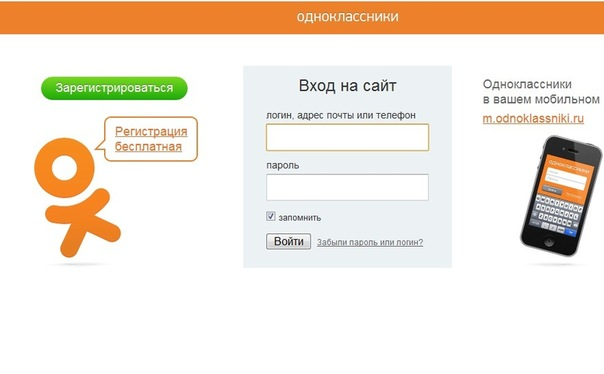 одноклассники
Зарегистрироваться
Регистрация
бесплатная
Вход на сайт
логин, адрес почты или телефон
пароль
запомнить
Войти
Забыли пароль или логин?
Одноклассники
в вашем мобильном
m.odnoklassniki.ru
одноклассники